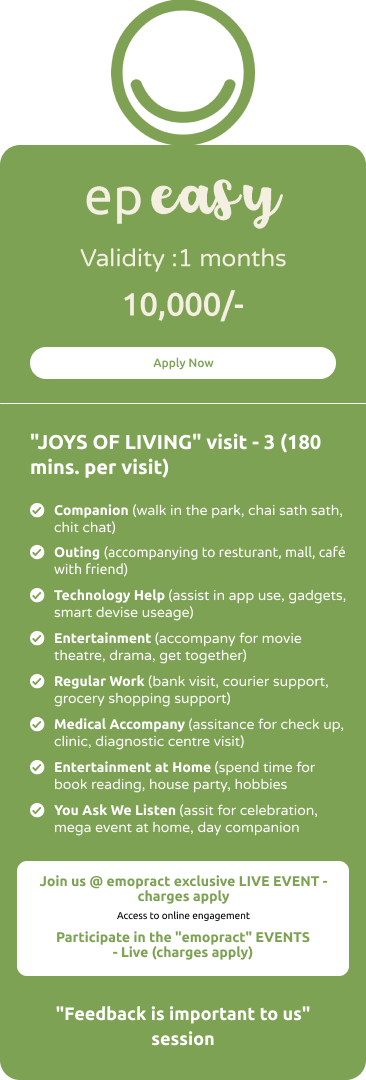 ep easy
Validity :1 months
10,000/-
Apply Now
"JOYS OF LIVING" visit - 3 (180
mins. per visit)
Companion (walk in the park, chai sath sath,
chit chat)
Outing (accompanying to resturant, mall, café
with friend)
Technology Help (assist in app use, gadgets,
smart devise useage)
Entertainment (accompany for movie
theatre, drama, get together)
Regular Work (bank visit, courier support,
grocery shopping support)
Medical Accompany (assitance for check up,
clinic, diagnostic centre visit)
Entertainment at Home (spend time for
book reading, house party, hobbies
You Ask We Listen (assit for celebration,
mega event at home, day companion
Join us @ emopract exclusive LIVE EVENT -
charges apply
Access to online engagement
Participate in the "emopract" EVENTS
- Live (charges apply)
"Feedback is important to us"
session